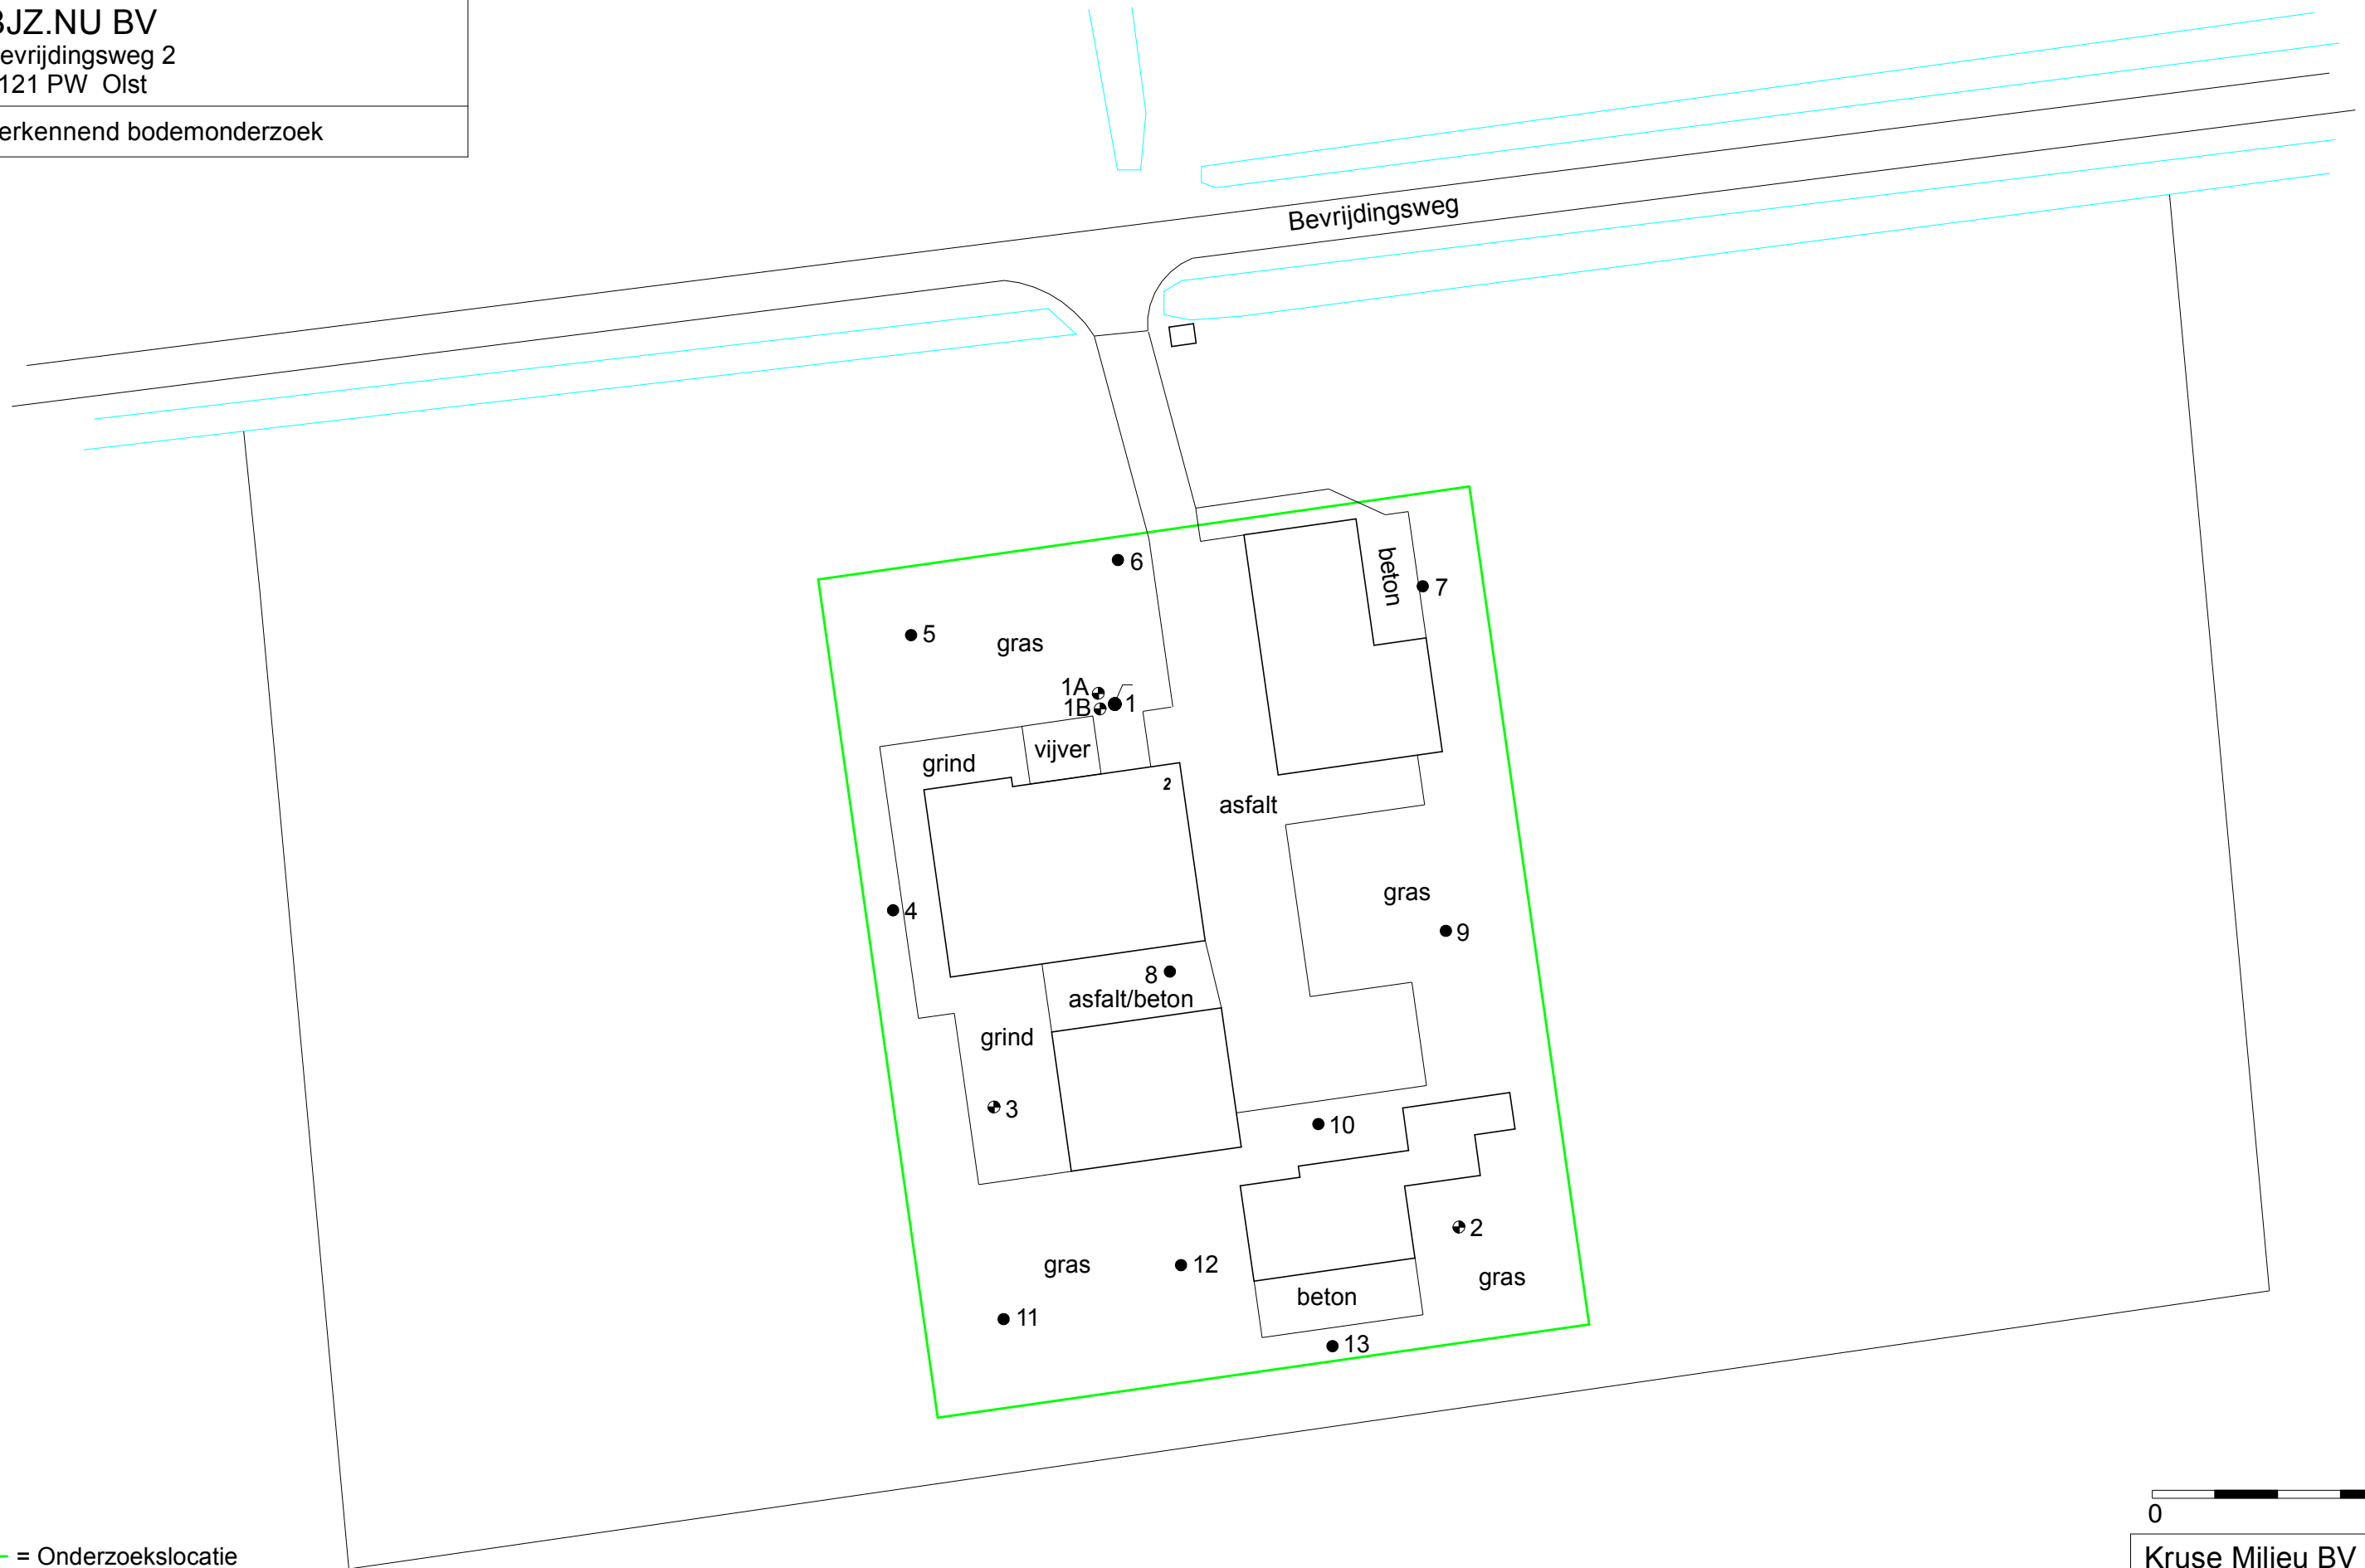 BJZ.NU BV
evrijdingsweg 2
121 PW Olst
erkennend bodemonderzoek
Bevrijdingsweg
6
beton
7
5
gras
1A
1B
1
vijver
grind
2
asfalt
gras
4
9
8
asfalt/beton
grind
3
10
2
gras
12
gras
beton
11
13
0
= Onderzoekslocatie
Kruse Milieu BV